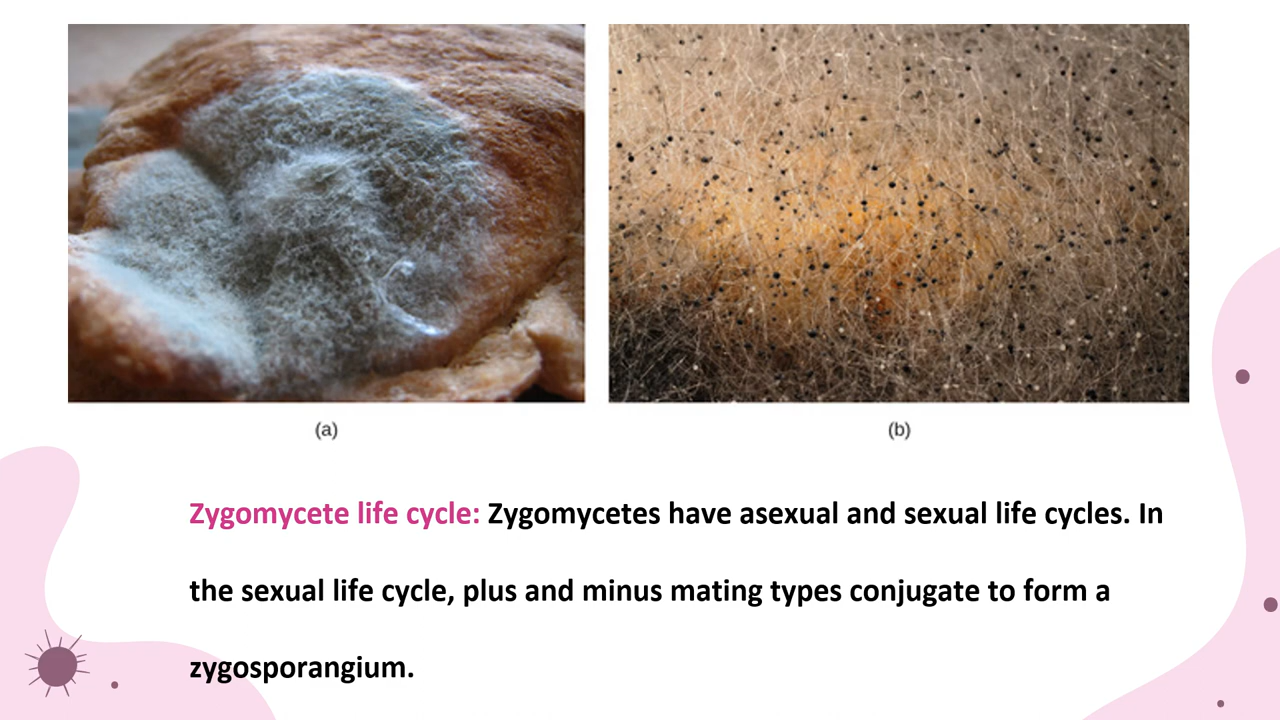 (a)
(b)
Zygomycete life cycle: Zygomycetes have asexual and sexual life cycles. In
the sexual life cycle, plus and minus mating types conjugate to form a
zygosporangium.